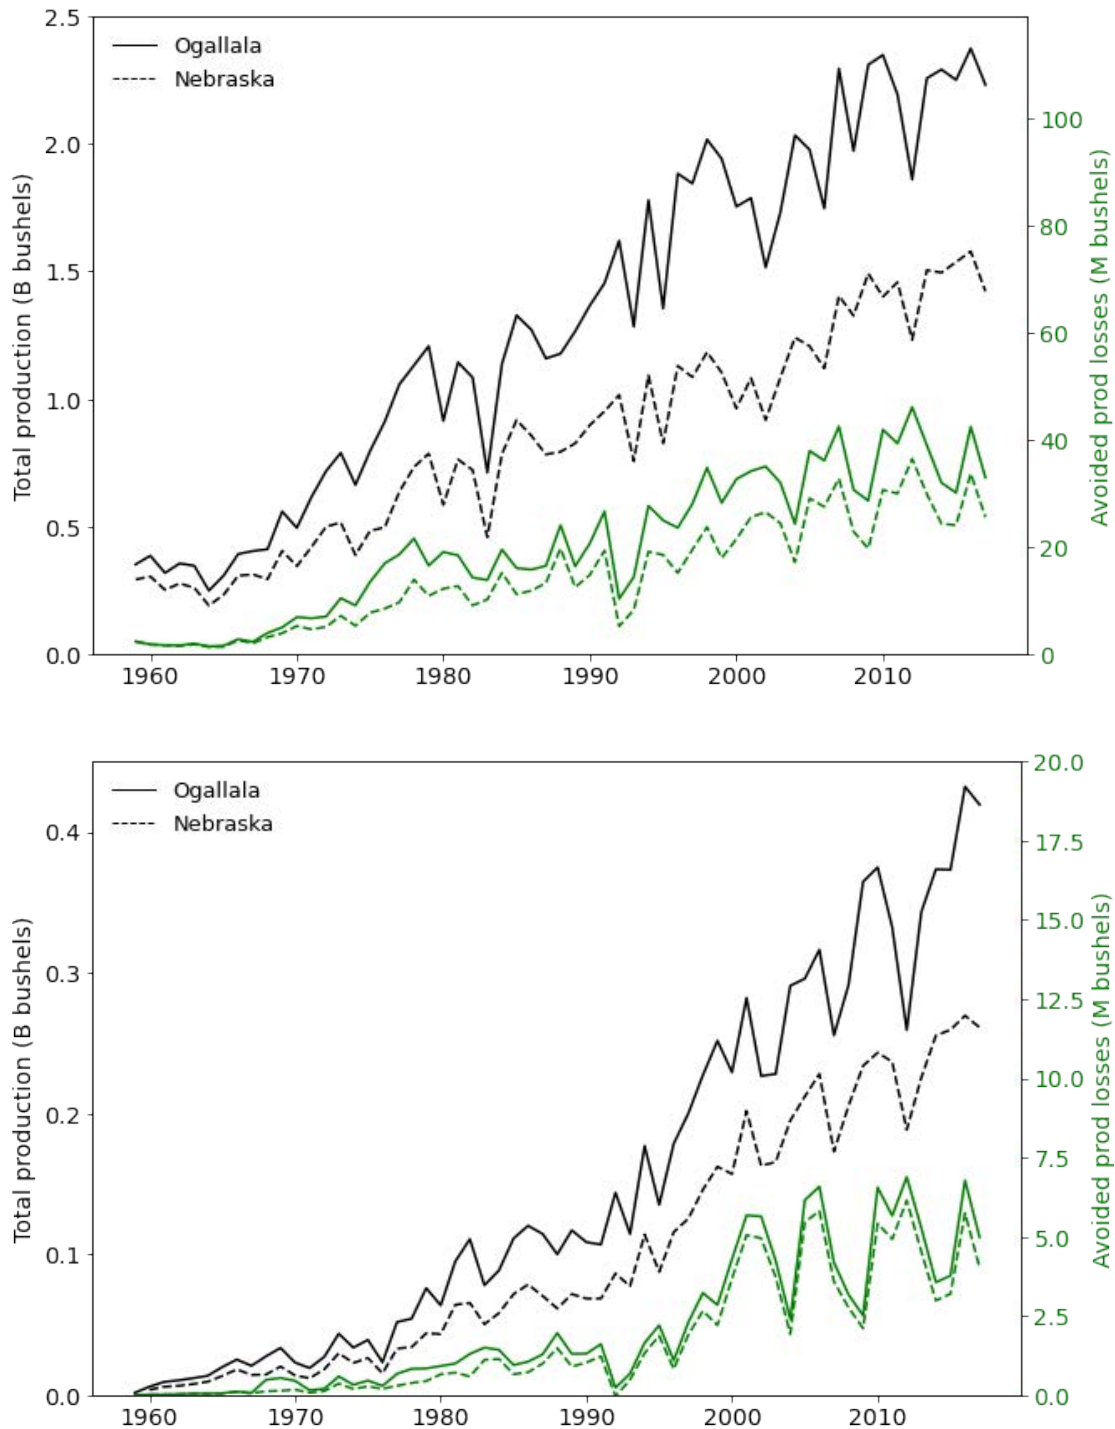 2.5
Ogallala
Nebraska
2.0
1.5
1.0
0.5
0.0
Total production (B bushels)
100
80
60
40
20
0
Avoided prod losses (M bushels)
1960 1970 1980 1990 2000 2010
Ogallala
Nebraska
0.4
0.3
0.2
0.1
0.0
Total production (B bushels)
20.0
17.5
15.0
12.5
10.0
7.5
5.0
2.5
0.0
Avoided prod losses (M bushels)
1960 1970 1980 1990 2000 2010